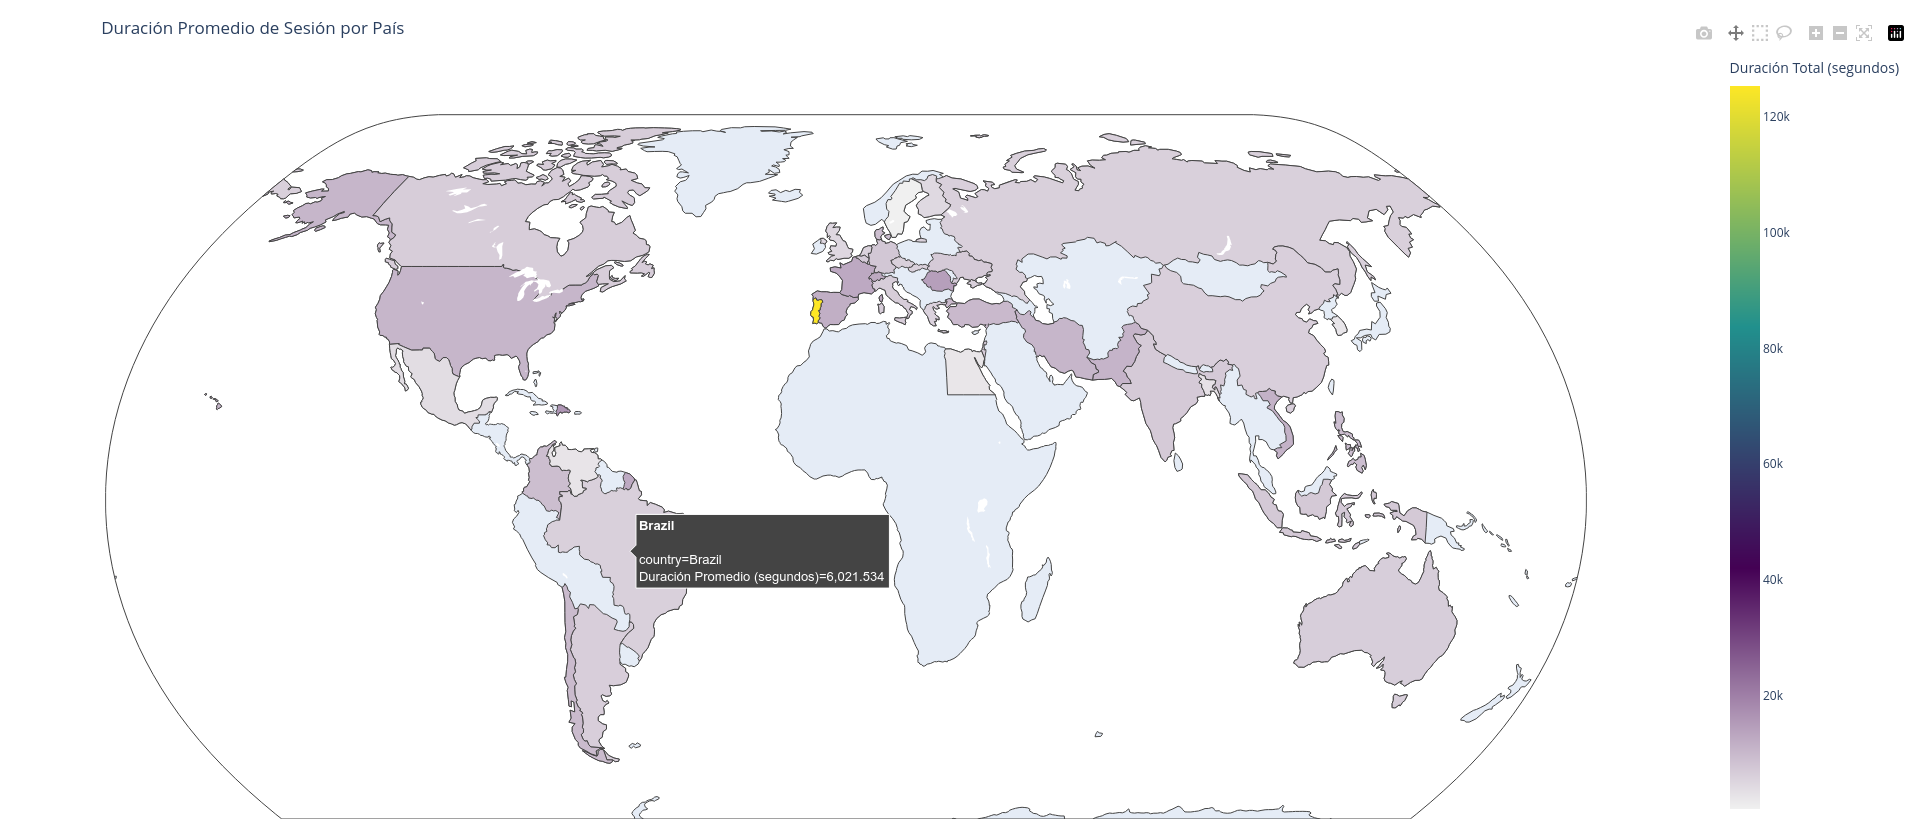 Duración Promedio de Sesión por País
Duración Total (segundos)
120k
100k
80k
60k
40k
20k
Brazil
country=Brazil
Duración Promedio (segundos)=6,021.534